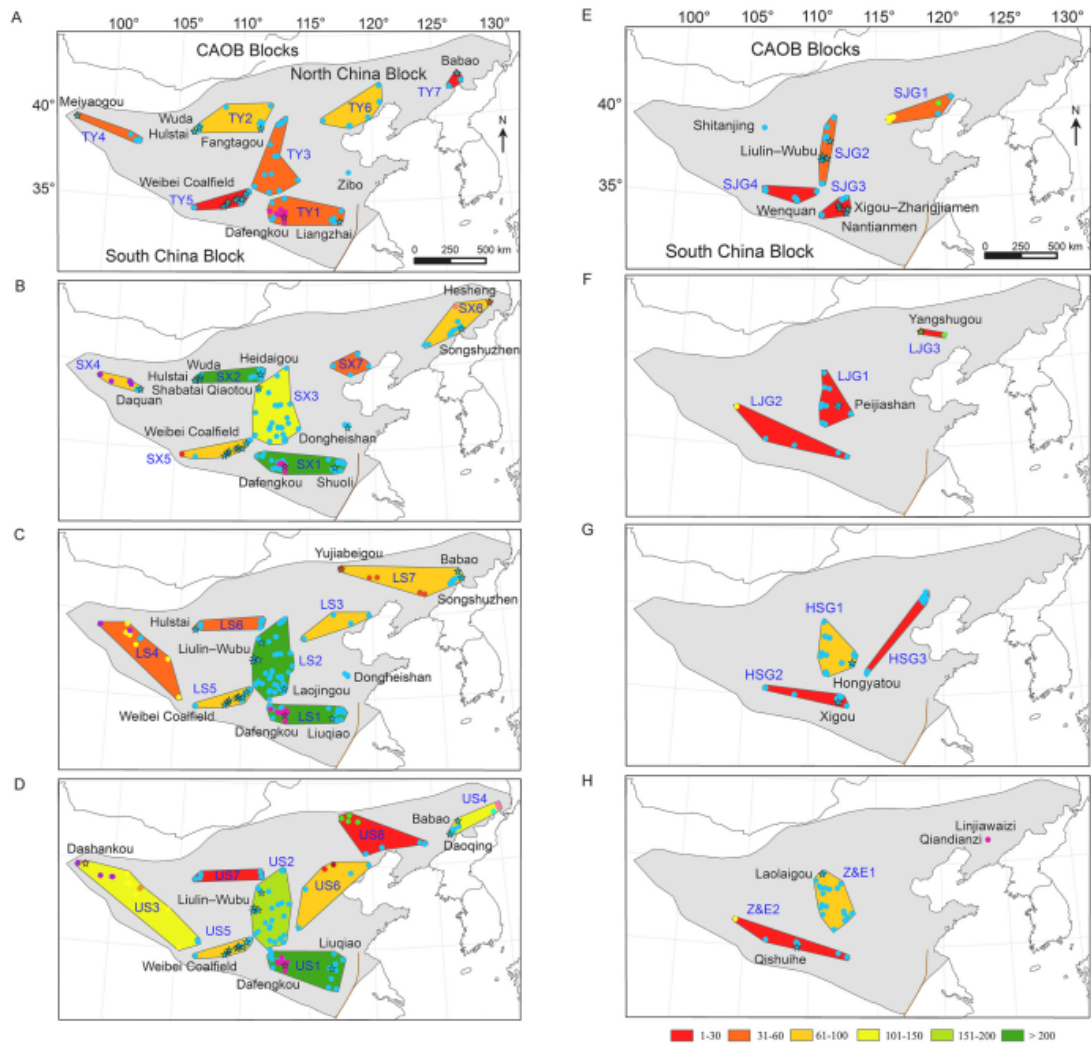 A
100° 105° 110° 115° 120° 125° 130°
CAOB Blocks
North China Block
Babao
TY7
40°
Meiyaogou
TY4
Wuda
Hulstai
TY2
Fangtagou
TY6
TY3
N
35°
Weibei Coalfield
TY5
Zibo
TY1
Dafengkou
Liangzhai
South China Block
0 250 500 km
B
Hesheng
SX6
Songshuzhen
SX4
Daquan
Wuda
Hulstai
Heidaigou
SX2
Shabatai Qiaotou
SX7
SX3
Weibei Coalfield
SX5
Dongheishan
SX1
Dafengkou
Shuoli
C
Yujiabeigou
Babao
LS7
Songshuzhen
LS3
Hulstai
LS6
LS4
Liulin–Wubu
LS2
LS5
Laojingou
Dongheishan
Weibei Coalfield
LS1
Dafengkou
Liuqiao
D
US4
Babao
Daoqing
US8
Dashankou
US7
US2
US3
Liulin–Wubu
US6
US5
Liuqiao
Weibei Coalfield
US1
Dafengkou
E
100° 105° 110° 115° 120° 125° 130°
CAOB Blocks
SJG1
40°
Shitanjing
N
Liulin–Wubu
SJG2
35°
SJG4
SJG3
Wenquan
Xigou–Zhangjiamen
Nantianmen
South China Block
0 250 500 km
F
Yangshugou
LJG3
LJG1
LJG2
Peijiashan
G
HSG1
HSG3
Hongyatou
HSG2
Xigou
H
Linjiawaizi
Qiandianzi
Laolaigou
Z&E1
Z&E2
Qishuihe
1-30 31-60 61-100 101-150 151-200 > 200